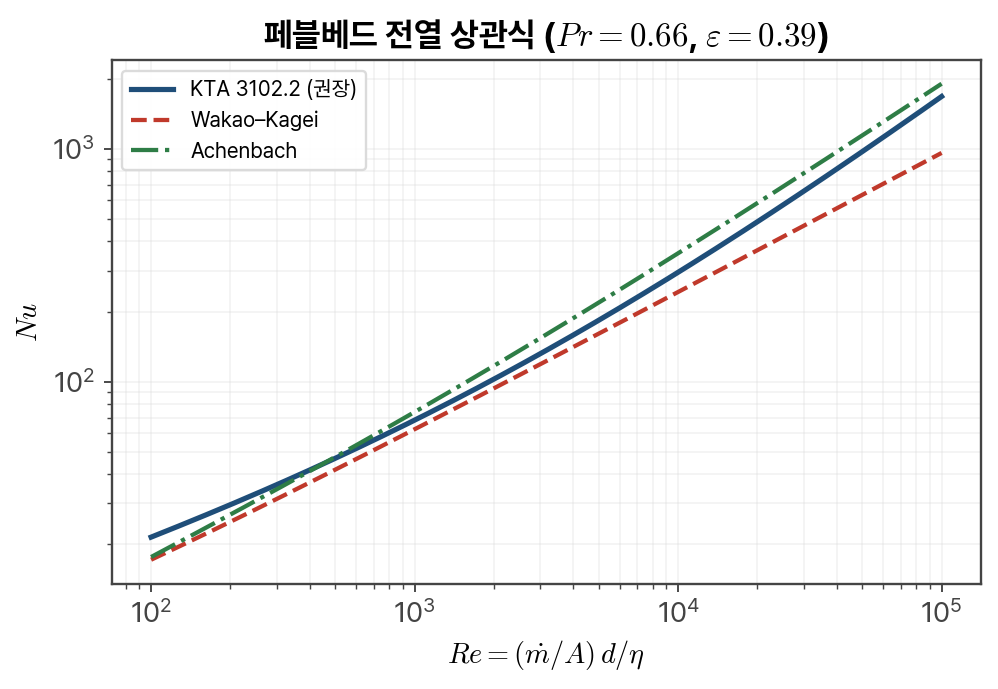 페블베드 전열 상관식 (Pr = 0.66, ε = 0.39)
KTA 3102.2 (권장)
Wakao–Kagei
Achenbach
10³
10²
Nu
10² 10³ 10⁴ 10⁵
Re = (ṁ/A) d/η